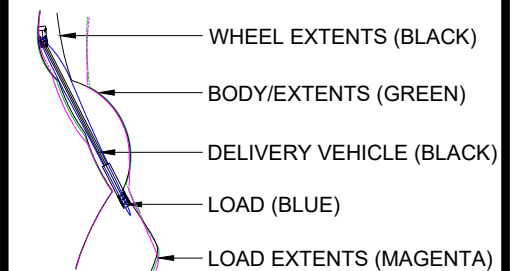 WHEEL EXTENTS (BLACK)
BODY/EXTENTS (GREEN)
DELIVERY VEHICLE (BLACK)
LOAD (BLUE)
LOAD EXTENTS (MAGENTA)